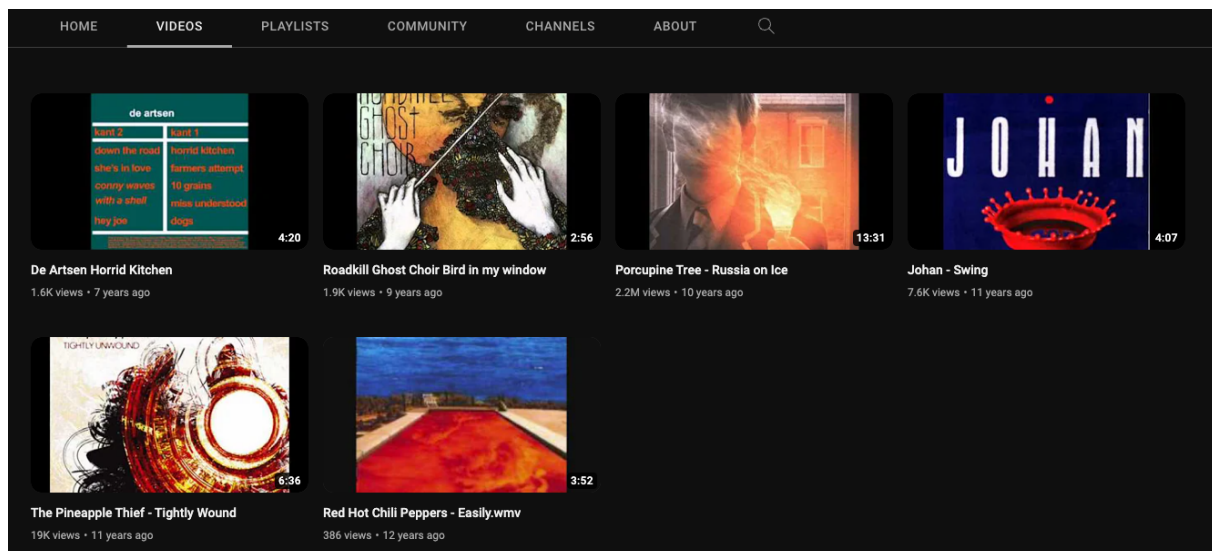 HOME VIDEOS PLAYLISTS COMMUNITY CHANNELS ABOUT
de artsen
kant 2 kant 1
down the road horrid kitchen
she's in love farmers attempt
conny waves 10 grains
with a shell miss understood
hey joe dogs
4:20
De Artsen Horrid Kitchen
1.6K views • 7 years ago
ROADKILL
GHOST
CHOIR
2:56
Roadkill Ghost Choir Bird in my window
1.9K views • 9 years ago
13:31
Porcupine Tree - Russia on Ice
2.2M views • 10 years ago
JOHAN
4:07
Johan - Swing
7.6K views • 11 years ago
TIGHTLY UNWOUND
6:36
The Pineapple Thief - Tightly Wound
19K views • 11 years ago
3:52
Red Hot Chili Peppers - Easily.wmv
386 views • 12 years ago